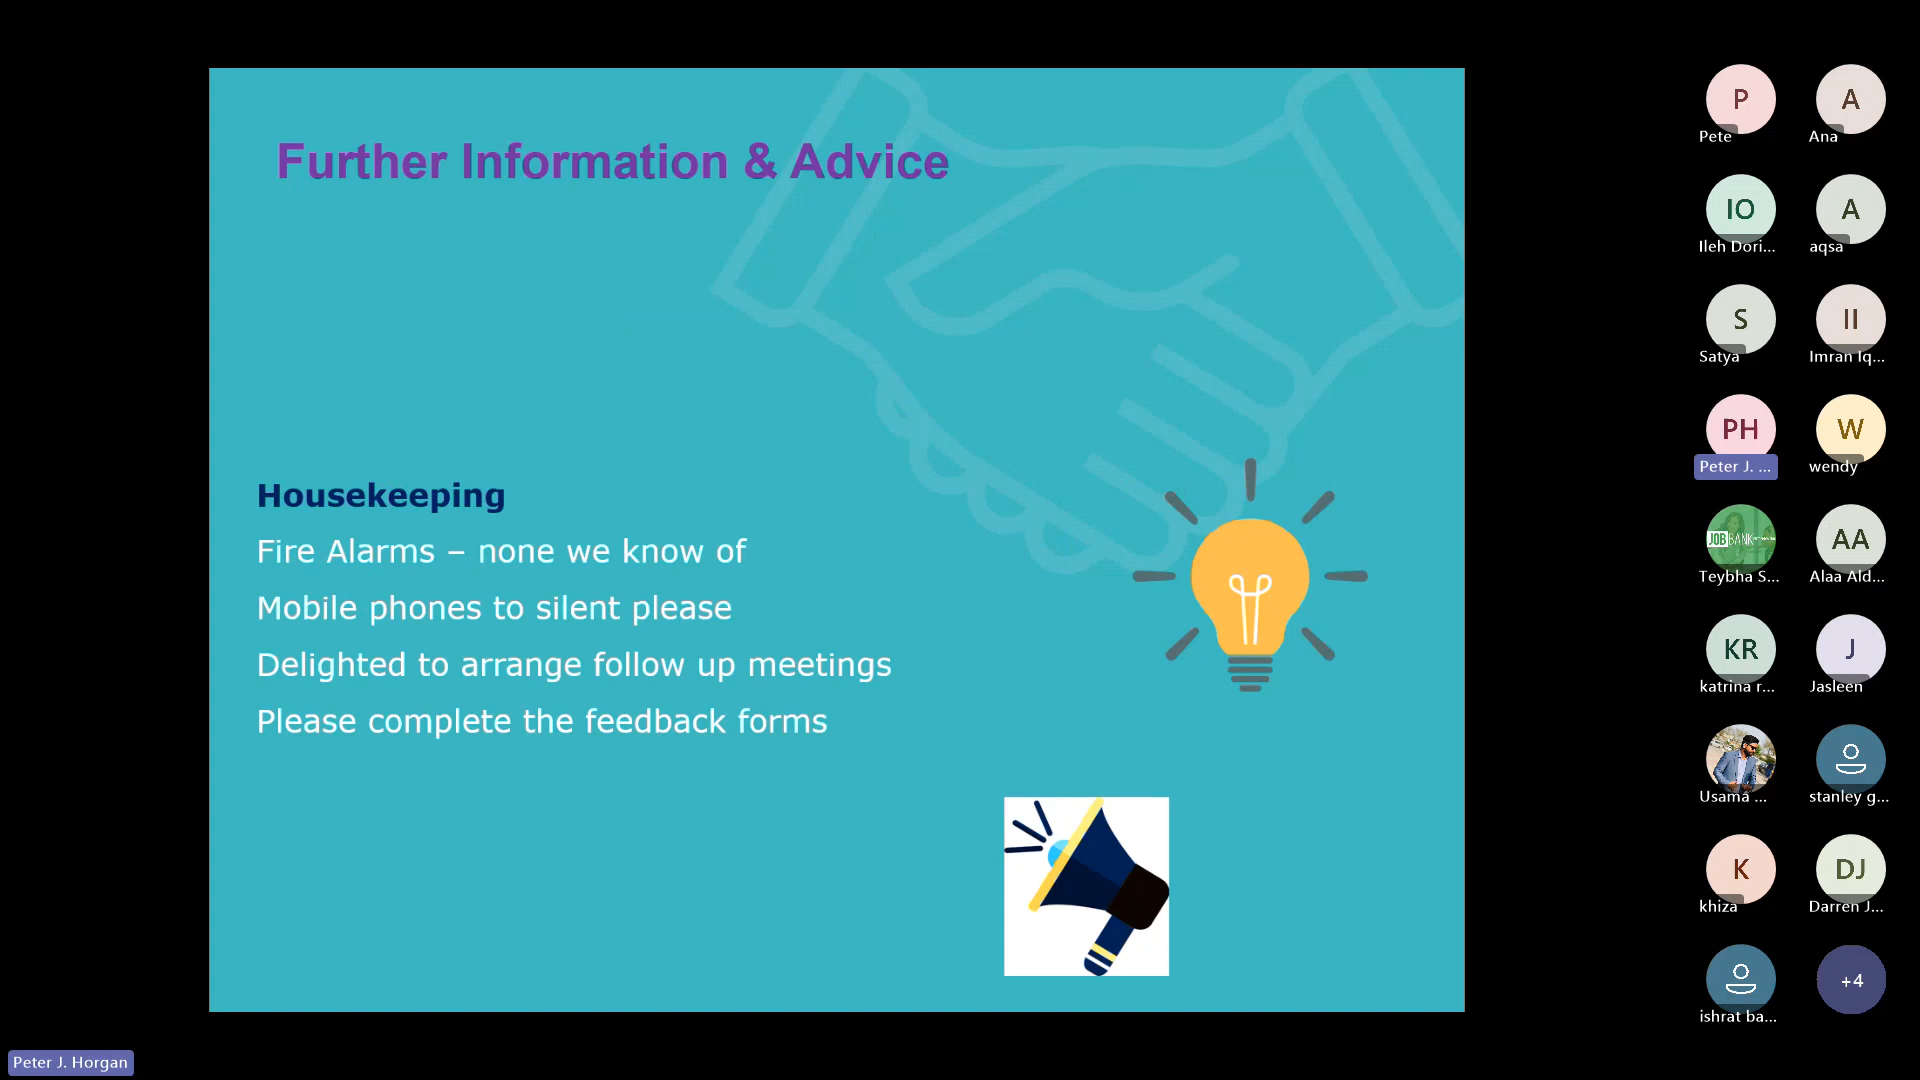 Further Information & Advice
Housekeeping
Fire Alarms – none we know of
Mobile phones to silent please
Delighted to arrange follow up meetings
Please complete the feedback forms
P
Pete
A
Ana
IO
Ileh Dori...
A
aqsa
S
Satya
II
Imran Iq...
PH
Peter J. ...
W
wendy
JOB BANK
Teybha S...
AA
Alaa Ald...
KR
katrina r...
J
Jasleen
Usama ...
stanley g...
K
khiza
DJ
Darren J...
ishrat ba...
+4
Peter J. Horgan